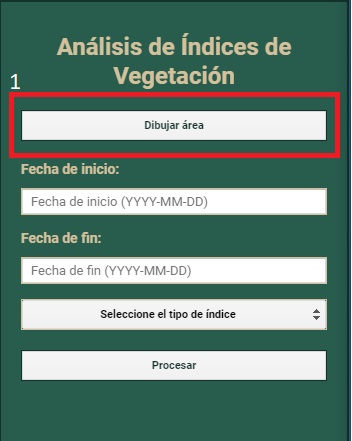 Análisis de Índices de
Vegetación
1
Dibujar área
Fecha de inicio:
Fecha de inicio (YYYY-MM-DD)
Fecha de fin:
Fecha de fin (YYYY-MM-DD)
Seleccione el tipo de índice
Procesar